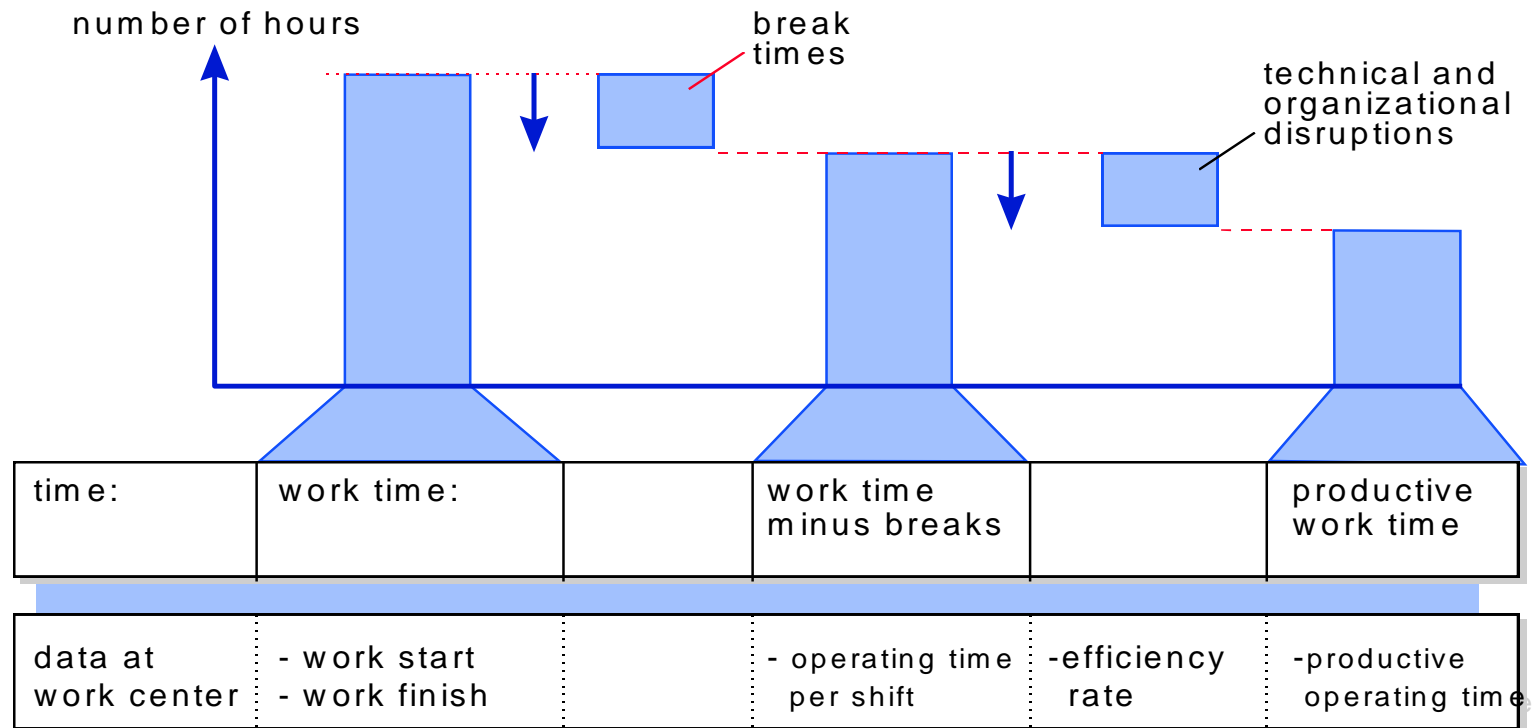 number of hours
break
times
technical and
organizational
disruptions
time:
work time:
work time
minus breaks
productive
work time
data at
work center
- work start
- work finish
- operating time
per shift
-efficiency
rate
-productive
operating time